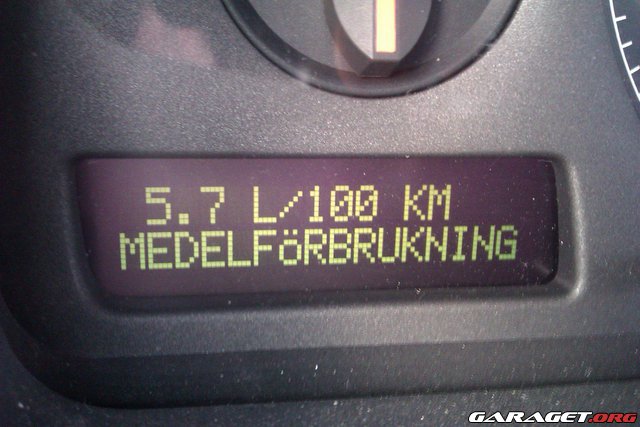 5.7 L/100 KM
MEDELFöRBRUKNING
GARAGET.ORG